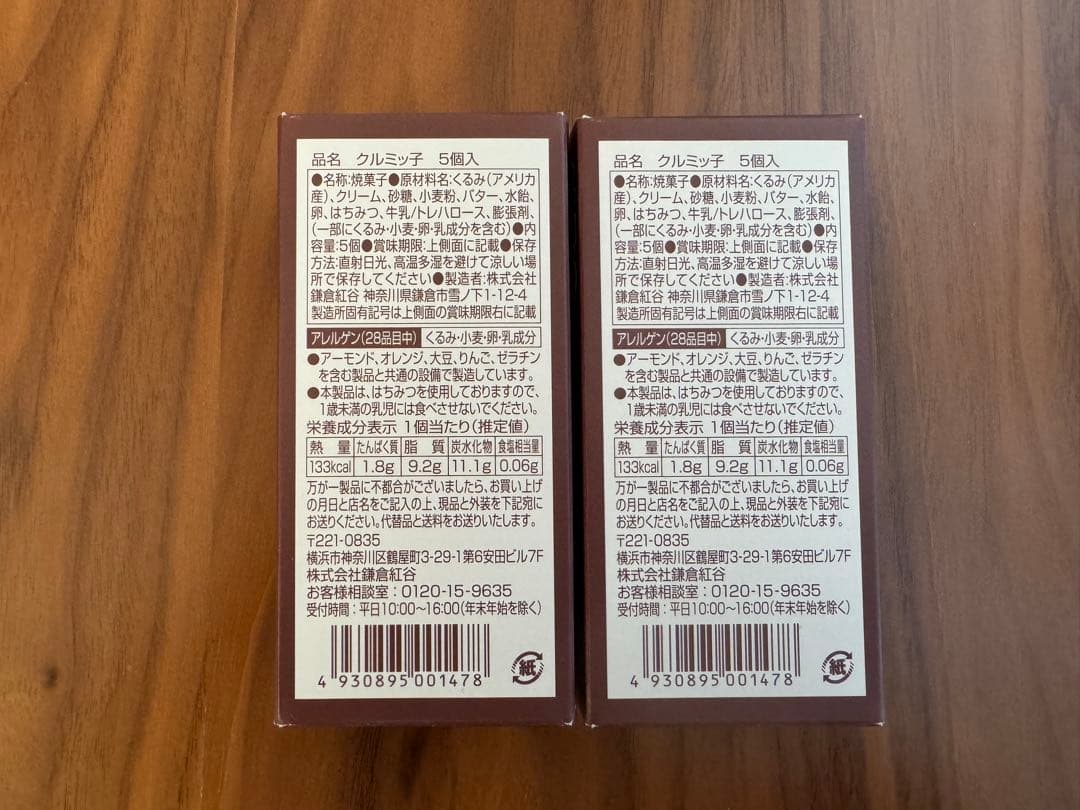 品名 クルミッ子 5個入
●名称:焼菓子●原材料名:くるみ(アメリカ
産)、クリーム、砂糖、小麦粉、バター、水飴、
卵、はちみつ、牛乳/トレハロース、膨張剤、
(一部にくるみ・小麦・卵・乳成分を含む)●内
容量:5個●賞味期限:上側面に記載●保存
方法:直射日光、高温多湿を避けて涼しい場
所で保存してください●製造者:株式会社
鎌倉紅谷 神奈川県鎌倉市雪ノ下1-12-4
製造所固有記号は上側面の賞味期限右に記載
アレルゲン(28品目中) くるみ・小麦・卵・乳成分
●アーモンド、オレンジ、大豆、りんご、ゼラチン
を含む製品と共通の設備で製造しています。
●本製品は、はちみつを使用しておりますので、
1歳未満の乳児には食べさせないでください。
栄養成分表示 1個当たり(推定値)
熱量 たんぱく質 脂質 炭水化物 食塩相当量
133kcal 1.8g 9.2g 11.1g 0.06g
万が一製品に不都合がございましたら、お買い上げ
の月日と店名をご記入の上、現品と外装を下記宛に
お送りください。代替品と送料をお送りいたします。
〒221-0835
横浜市神奈川区鶴屋町3-29-1第6安田ビル7F
株式会社鎌倉紅谷
お客様相談室:0120-15-9635
受付時間:平日10:00〜16:00(年末年始を除く)
4 930895 001478
紙
品名 クルミッ子 5個入
●名称:焼菓子●原材料名:くるみ(アメリカ
産)、クリーム、砂糖、小麦粉、バター、水飴、
卵、はちみつ、牛乳/トレハロース、膨張剤、
(一部にくるみ・小麦・卵・乳成分を含む)●内
容量:5個●賞味期限:上側面に記載●保存
方法:直射日光、高温多湿を避けて涼しい場
所で保存してください●製造者:株式会社
鎌倉紅谷 神奈川県鎌倉市雪ノ下1-12-4
製造所固有記号は上側面の賞味期限右に記載
アレルゲン(28品目中) くるみ・小麦・卵・乳成分
●アーモンド、オレンジ、大豆、りんご、ゼラチン
を含む製品と共通の設備で製造しています。
●本製品は、はちみつを使用しておりますので、
1歳未満の乳児には食べさせないでください。
栄養成分表示 1個当たり(推定値)
熱量 たんぱく質 脂質 炭水化物 食塩相当量
133kcal 1.8g 9.2g 11.1g 0.06g
万が一製品に不都合がございましたら、お買い上げ
の月日と店名をご記入の上、現品と外装を下記宛に
お送りください。代替品と送料をお送りいたします。
〒221-0835
横浜市神奈川区鶴屋町3-29-1第6安田ビル7F
株式会社鎌倉紅谷
お客様相談室:0120-15-9635
受付時間:平日10:00〜16:00(年末年始を除く)
4 930895 001478
紙